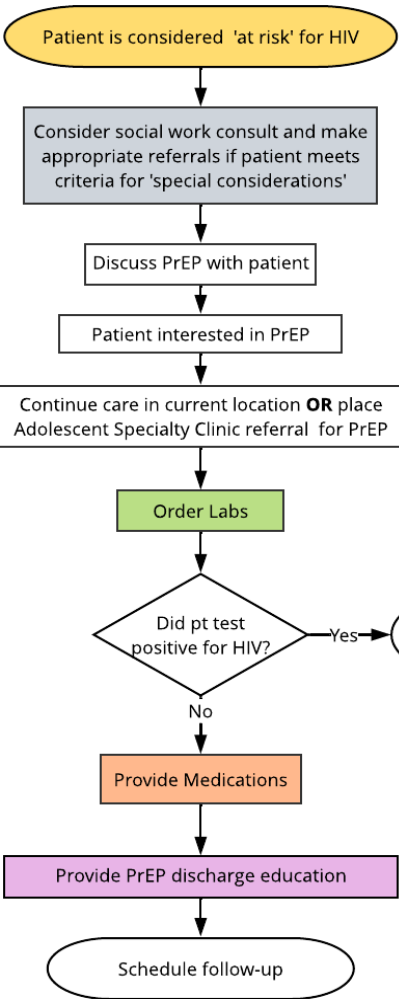 Patient is considered  'at risk' for HIV
Consider social work consult and make
appropriate referrals if patient meets
criteria for 'special considerations'
Discuss PrEP with patient
Patient interested in PrEP
Continue care in current location OR place
Adolescent Specialty Clinic referral  for PrEP
Order Labs
Did pt test
positive for HIV?
Yes
No
Provide Medications
Provide PrEP discharge education
Schedule follow-up